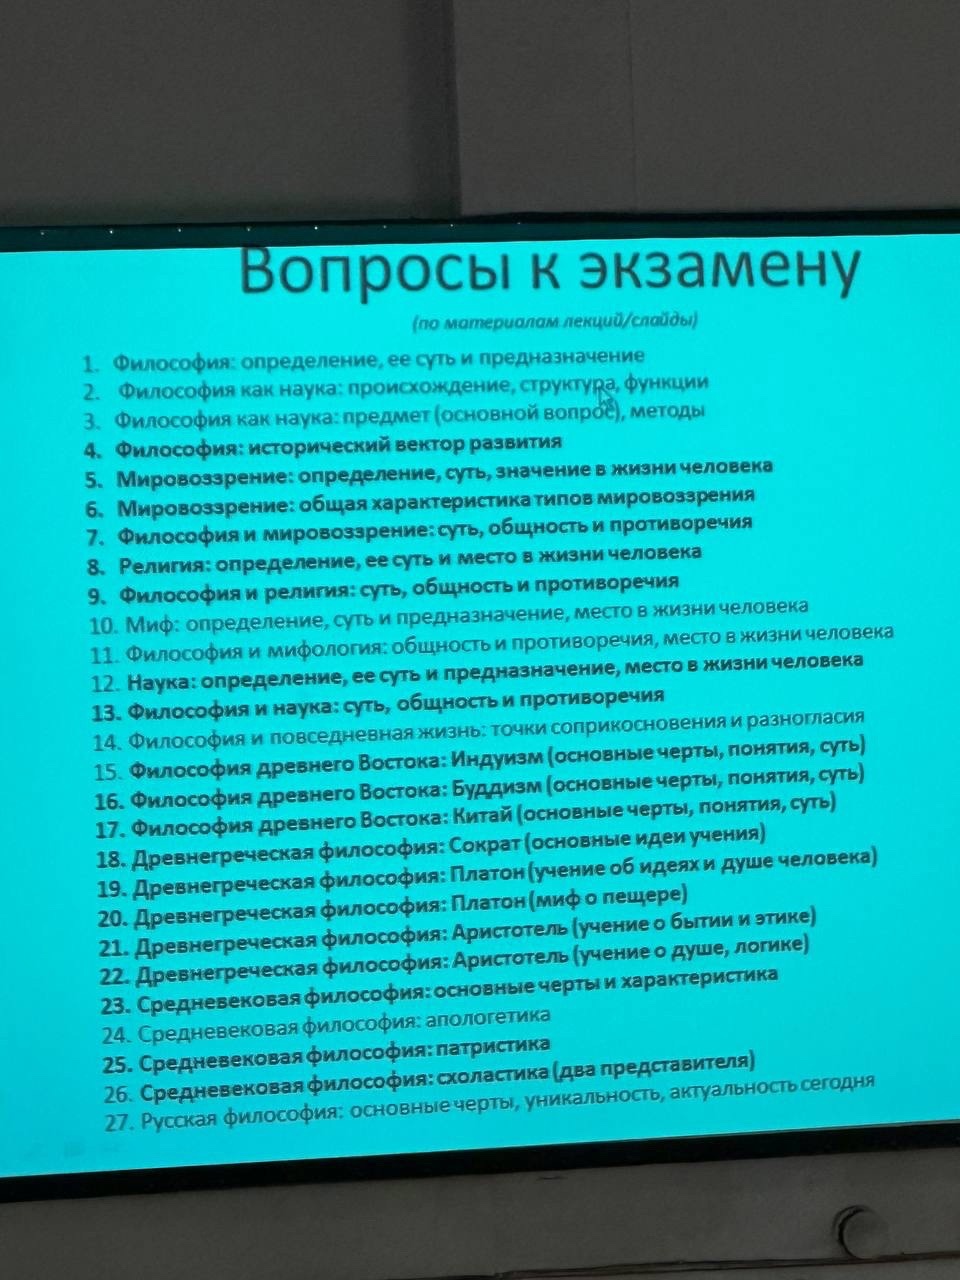 Вопросы к экзамену
(по материалам лекций/слайды)
1. Философия: определение, ее суть и предназначение
2. Философия как наука: происхождение, структура, функции
3. Философия как наука: предмет (основной вопрос), методы
4. Философия: исторический вектор развития
5. Мировоззрение: определение, суть, значение в жизни человека
6. Мировоззрение: общая характеристика типов мировоззрения
7. Философия и мировоззрение: суть, общность и противоречия
8. Религия: определение, ее суть и место в жизни человека
9. Философия и религия: суть, общность и противоречия
10. Миф: определение, суть и предназначение, место в жизни человека
11. Философия и мифология: общность и противоречия, место в жизни человека
12. Наука: определение, ее суть и предназначение, место в жизни человека
13. Философия и наука: суть, общность и противоречия
14. Философия и повседневная жизнь: точки соприкосновения и разногласия
15. Философия древнего Востока: Индуизм (основные черты, понятия, суть)
16. Философия древнего Востока: Буддизм (основные черты, понятия, суть)
17. Философия древнего Востока: Китай (основные черты, понятия, суть)
18. Древнегреческая философия: Сократ (основные идеи учения)
19. Древнегреческая философия: Платон (учение об идеях и душе человека)
20. Древнегреческая философия: Платон (миф о пещере)
21. Древнегреческая философия: Аристотель (учение о бытии и этике)
22. Древнегреческая философия: Аристотель (учение о душе, логике)
23. Средневековая философия: основные черты и характеристика
24. Средневековая философия: апологетика
25. Средневековая философия: патристика
26. Средневековая философия: схоластика (два представителя)
27. Русская философия: основные черты, уникальность, актуальность сегодня